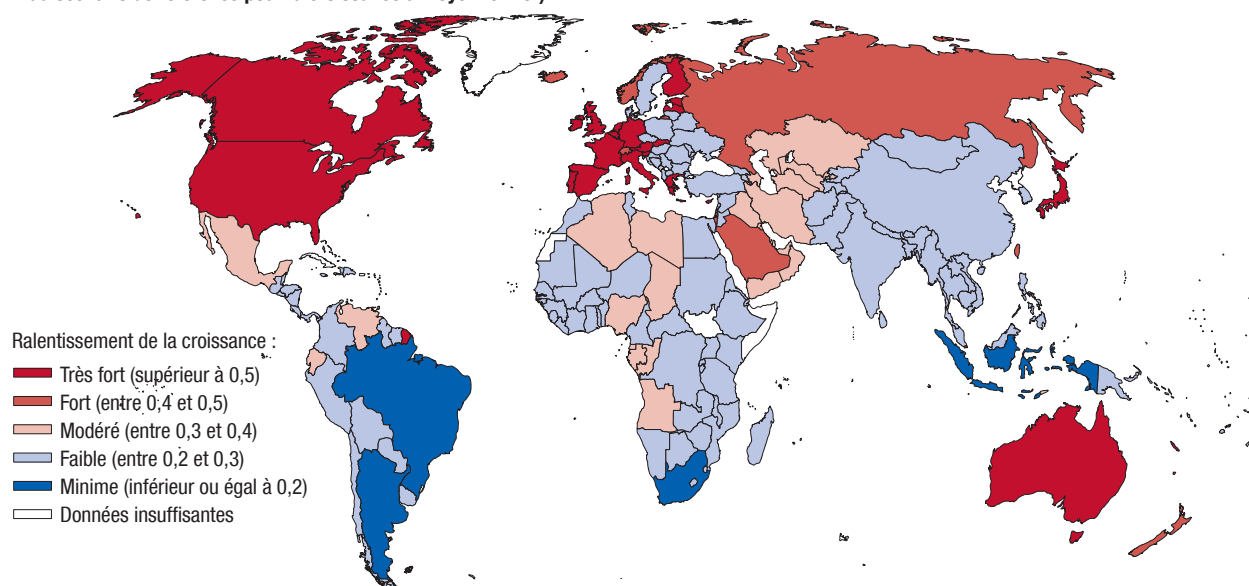 Ralentissement de la croissance :
Très fort (supérieur à 0,5)
Fort (entre 0,4 et 0,5)
Modéré (entre 0,3 et 0,4)
Faible (entre 0,2 et 0,3)
Minime (inférieur ou égal à 0,2)
Données insuffisantes